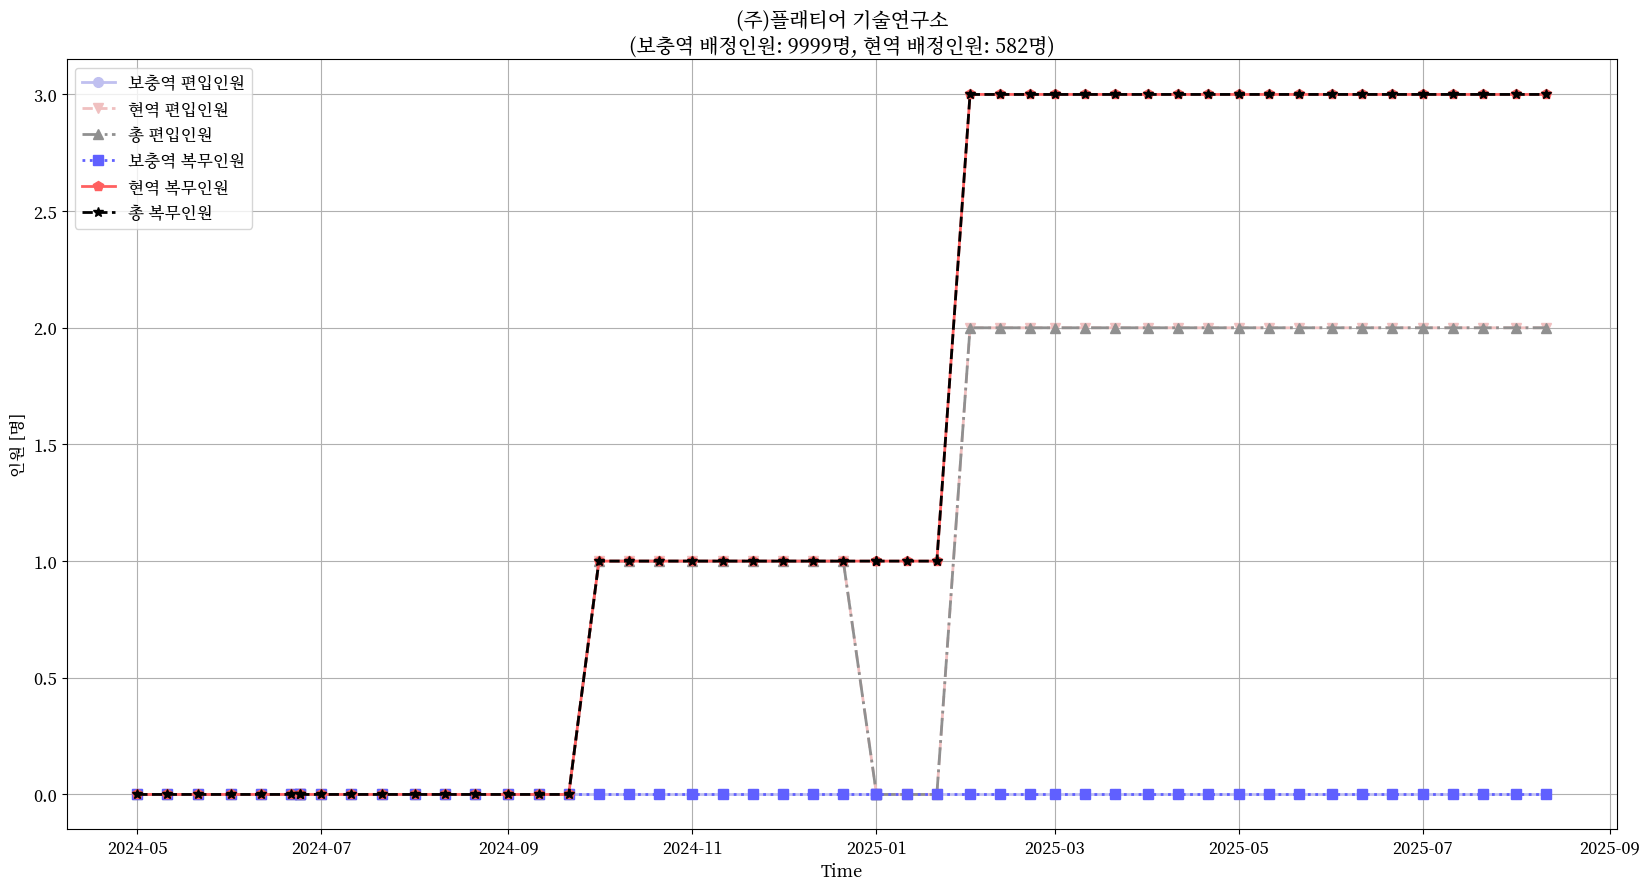 (주)플래티어 기술연구소
(보충역 배정인원: 9999명, 현역 배정인원: 582명)
보충역 편입인원
현역 편입인원
총 편입인원
보충역 복무인원
현역 복무인원
총 복무인원
3.0
2.5
2.0
1.5
1.0
0.5
0.0
인원 [명]
2024-05
2024-07
2024-09
2024-11
2025-01
2025-03
2025-05
2025-07
2025-09
Time